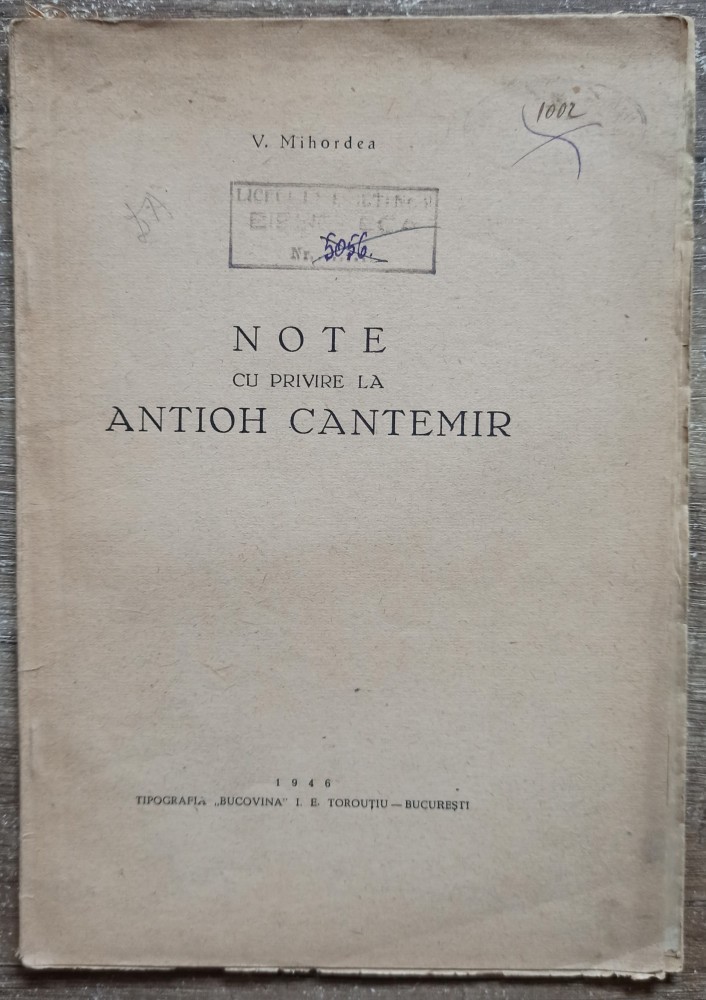 1002
V. Mihordea
Nr. 5056.
NOTE
CU PRIVIRE LA
ANTIOH CANTEMIR
1946
TIPOGRAFIA „BUCOVINA” I. E. TOROUȚIU — BUCUREȘTI